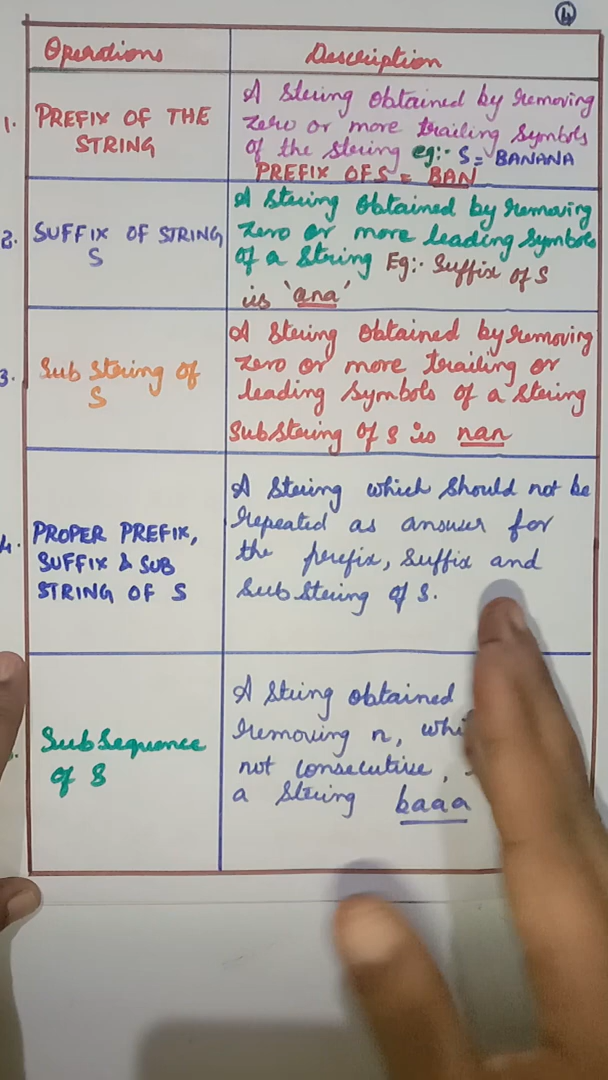 4
Operations Description
1. PREFIX OF THE STRING
A string obtained by removing
zero or more trailing symbols
of the string eg:- S = BANANA
PREFIX OF S = BAN
2. SUFFIX OF STRING S
A string obtained by removing
zero or more leading symbols
of a string Eg:- Suffix of S
is 'ana'
3. Sub string of S
A string obtained by removing
zero or more trailing or
leading symbols of a string
Substring of S is nan
4. PROPER PREFIX,
SUFFIX & SUB
STRING OF S
A string which should not be
repeated as answer for
the prefix, suffix and
Substring of S.
Subsequence
of S
A string obtained
removing n,
not consecutive,
a string baaa